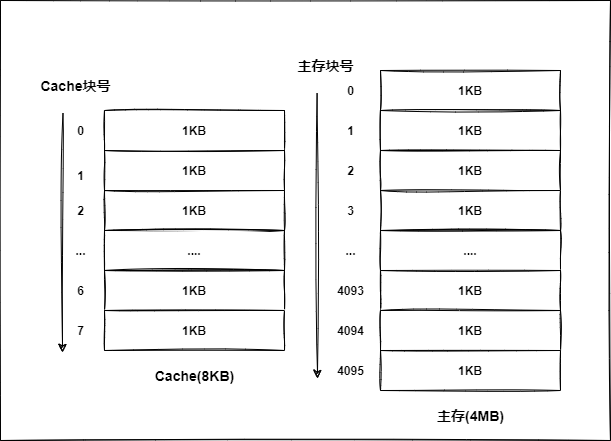 Cache块号
0 1KB
1 1KB
2 1KB
... ....
6 1KB
7 1KB
Cache(8KB)
主存块号
0 1KB
1 1KB
2 1KB
3 1KB
... ....
4093 1KB
4094 1KB
4095 1KB
主存(4MB)